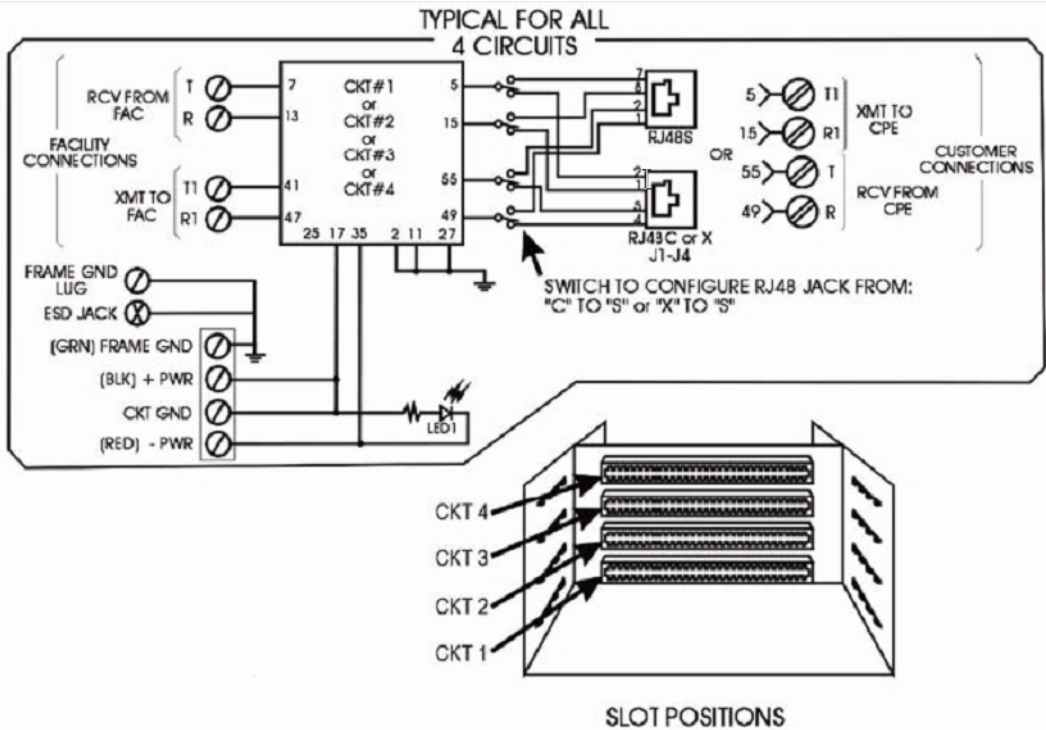 TYPICAL FOR ALL
4 CIRCUITS
FACILITY
CONNECTIONS
RCV FROM
FAC
T
R
XMT TO
FAC
T1
R1
7
13
41
47
CKT#1
or
CKT#2
or
CKT#3
or
CKT#4
5
15
55
49
25 17 35 2 11 27
7
8
2
1
RJ48S
2
1
5
4
RJ48C or X
J1-J4
OR
5
15
55
49
T1
R1
T
R
XMT TO
CPE
RCV FROM
CPE
CUSTOMER
CONNECTIONS
SWITCH TO CONFIGURE RJ48 JACK FROM:
"C" TO "S" or "X" TO "S"
FRAME GND
LUG
ESD JACK
(GRN) FRAME GND
(BLK) + PWR
CKT GND
(RED) - PWR
LED1
CKT 4
CKT 3
CKT 2
CKT 1
SLOT POSITIONS